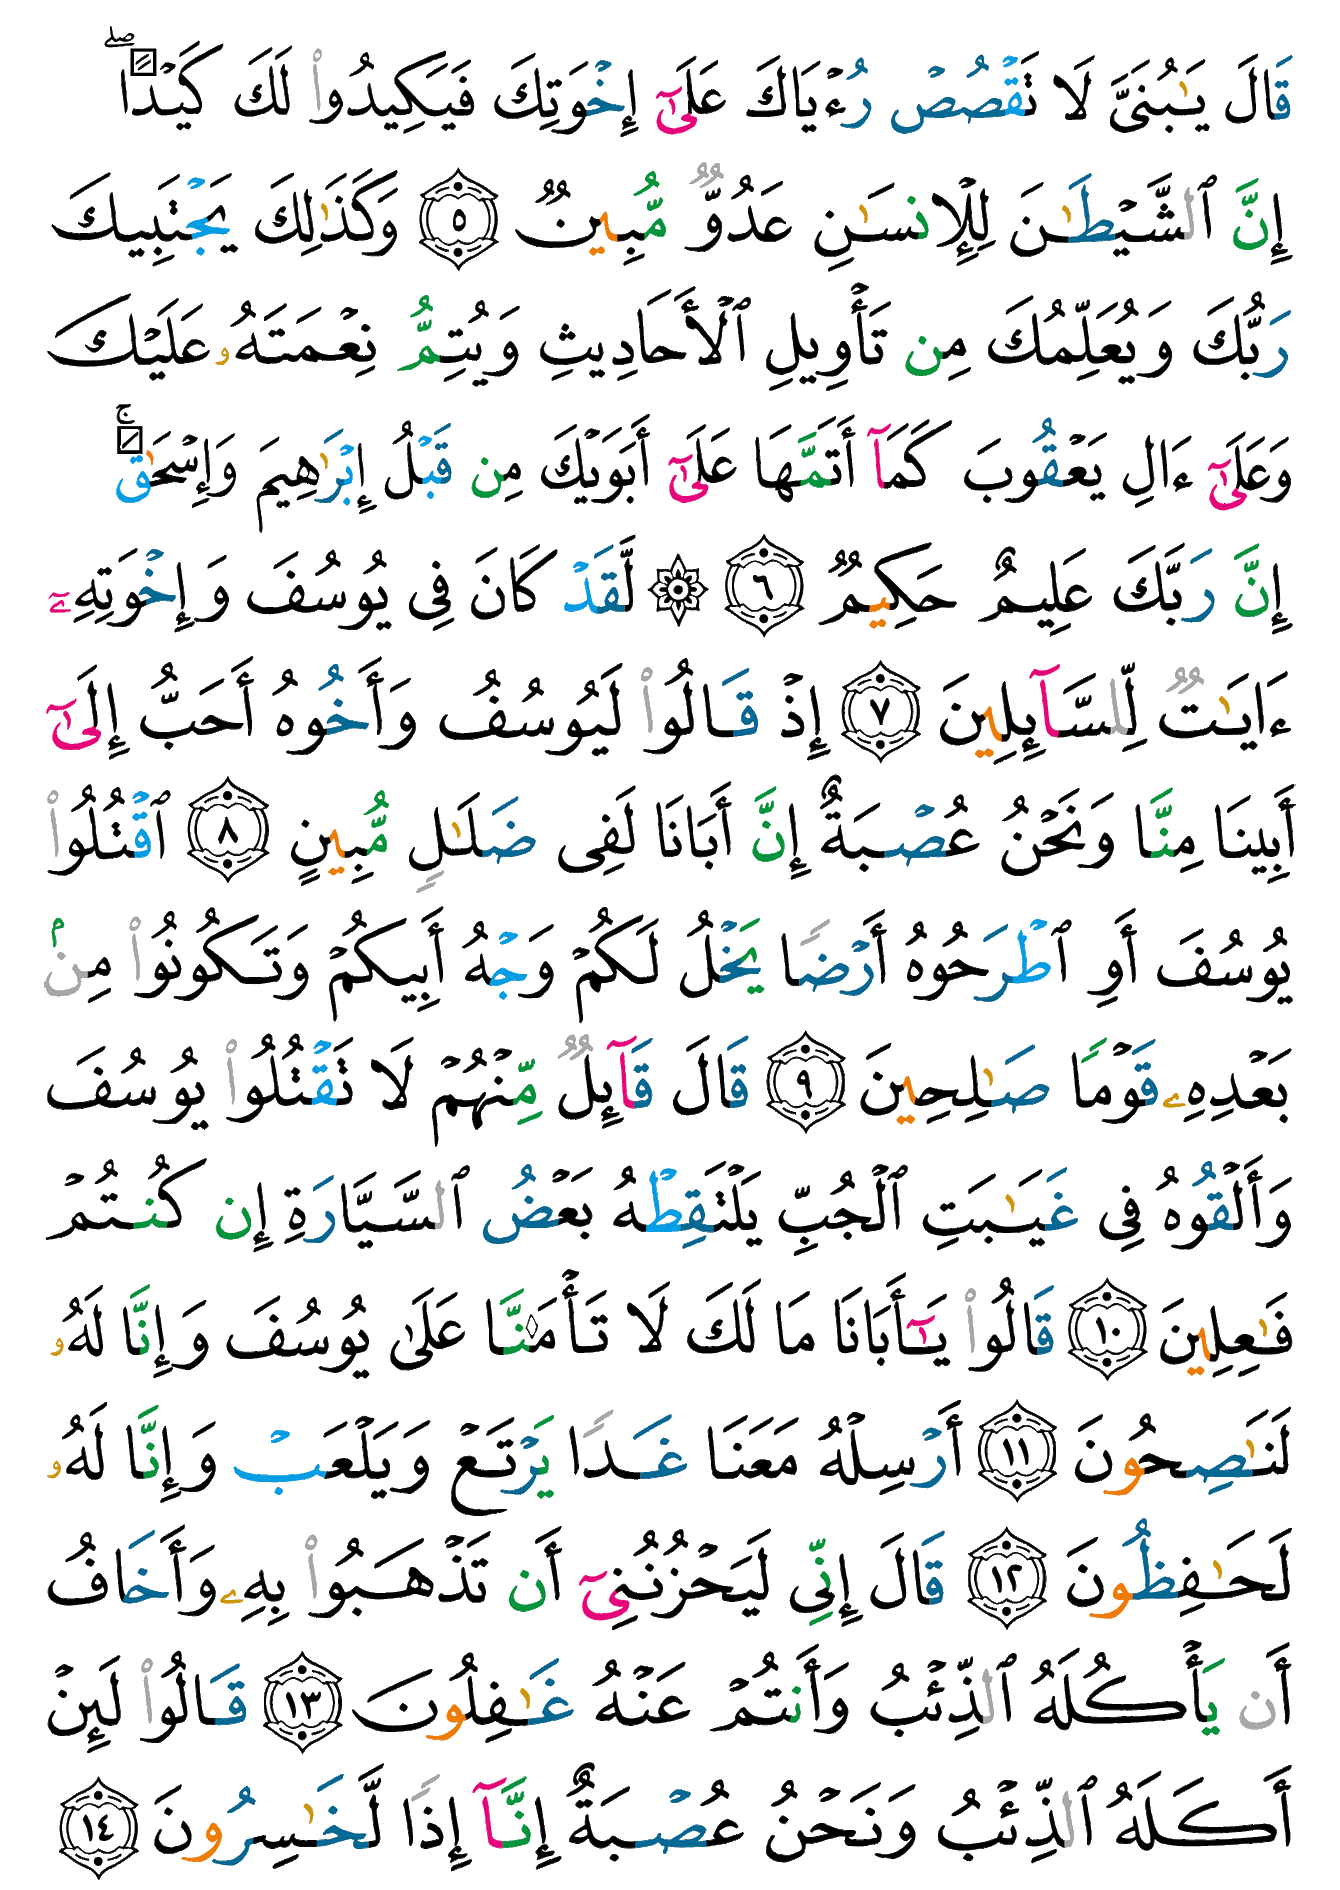 قَالَ يَـٰبُنَىَّ لَا تَقْصُصْ رُءْيَاكَ عَلَىٰٓ إِخْوَتِكَ فَيَكِيدُوا۟ لَكَ كَيْدًا ۖ
إِنَّ ٱلشَّيْطَـٰنَ لِلْإِنسَـٰنِ عَدُوٌّ مُّبِينٌ ٥ وَكَذَٰلِكَ يَجْتَبِيكَ
رَبُّكَ وَيُعَلِّمُكَ مِن تَأْوِيلِ ٱلْأَحَادِيثِ وَيُتِمُّ نِعْمَتَهُۥ عَلَيْكَ
وَعَلَىٰٓ ءَالِ يَعْقُوبَ كَمَآ أَتَمَّهَا عَلَىٰٓ أَبَوَيْكَ مِن قَبْلُ إِبْرَٰهِيمَ وَإِسْحَـٰقَ ۚ
إِنَّ رَبَّكَ عَلِيمٌ حَكِيمٌ ٦ ۞ لَّقَدْ كَانَ فِى يُوسُفَ وَإِخْوَتِهِۦٓ
ءَايَـٰتٌ لِّلسَّآئِلِينَ ٧ إِذْ قَالُوا۟ لَيُوسُفُ وَأَخُوهُ أَحَبُّ إِلَىٰٓ
أَبِينَا مِنَّا وَنَحْنُ عُصْبَةٌ إِنَّ أَبَانَا لَفِى ضَلَـٰلٍ مُّبِينٍ ٨ ٱقْتُلُوا۟
يُوسُفَ أَوِ ٱطْرَحُوهُ أَرْضًا يَخْلُ لَكُمْ وَجْهُ أَبِيكُمْ وَتَكُونُوا۟ مِنۢ
بَعْدِهِۦ قَوْمًا صَـٰلِحِينَ ٩ قَالَ قَآئِلٌ مِّنْهُمْ لَا تَقْتُلُوا۟ يُوسُفَ
وَأَلْقُوهُ فِى غَيَـٰبَتِ ٱلْجُبِّ يَلْتَقِطْهُ بَعْضُ ٱلسَّيَّارَةِ إِن كُنتُمْ
فَـٰعِلِينَ ١٠ قَالُوا۟ يَـٰٓأَبَانَا مَا لَكَ لَا تَأْمَ۫نَّا عَلَىٰ يُوسُفَ وَإِنَّا لَهُۥ
لَنَـٰصِحُونَ ١١ أَرْسِلْهُ مَعَنَا غَدًا يَرْتَعْ وَيَلْعَبْ وَإِنَّا لَهُۥ
لَحَـٰفِظُونَ ١٢ قَالَ إِنِّى لَيَحْزُنُنِىٓ أَن تَذْهَبُوا۟ بِهِۦ وَأَخَافُ
أَن يَأْكُلَهُ ٱلذِّئْبُ وَأَنتُمْ عَنْهُ غَـٰفِلُونَ ١٣ قَالُوا۟ لَئِنْ
أَكَلَهُ ٱلذِّئْبُ وَنَحْنُ عُصْبَةٌ إِنَّآ إِذًا لَّخَـٰسِرُونَ ١٤